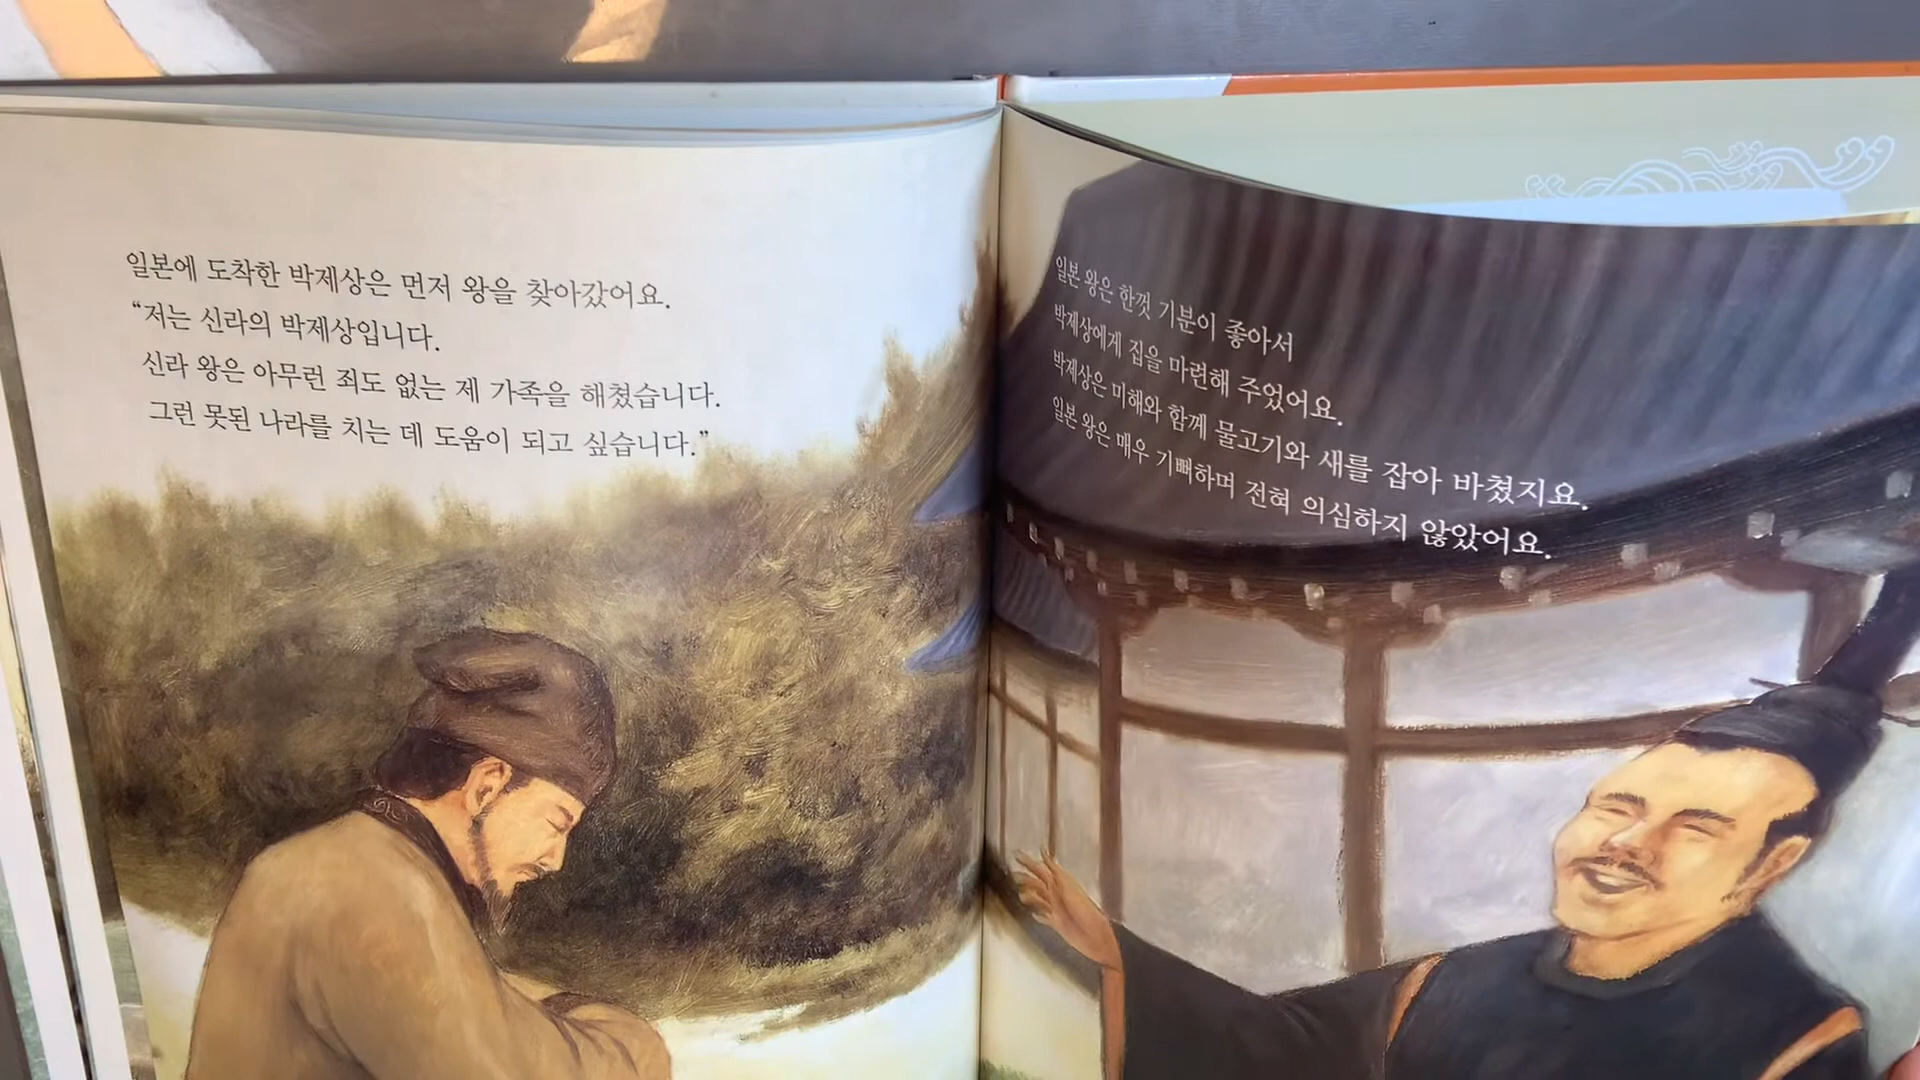 일본에 도착한 박제상은 먼저 왕을 찾아갔어요.
“저는 신라의 박제상입니다.
신라 왕은 아무런 죄도 없는 제 가족을 해쳤습니다.
그런 못된 나라를 치는 데 도움이 되고 싶습니다.”
일본 왕은 한껏 기분이 좋아서
박제상에게 집을 마련해 주었어요.
박제상은 미해와 함께 물고기와 새를 잡아 바쳤지요.
일본 왕은 매우 기뻐하며 전혀 의심하지 않았어요.